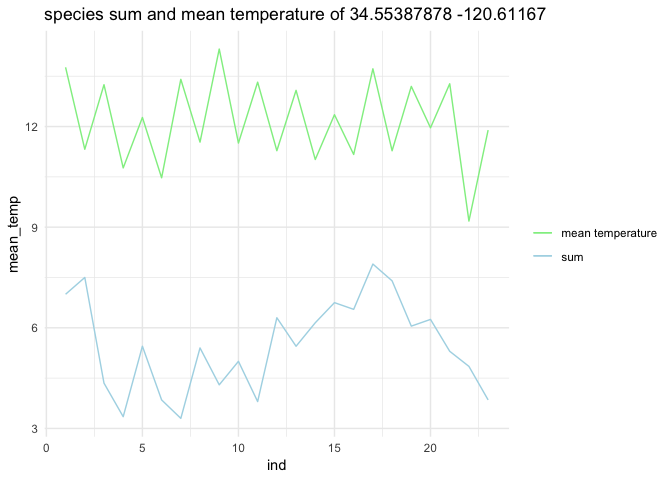 species sum and mean temperature of 34.55387878 -120.61167
mean_temp
12
9
6
3
0
5
10
15
20
ind
mean temperature
sum